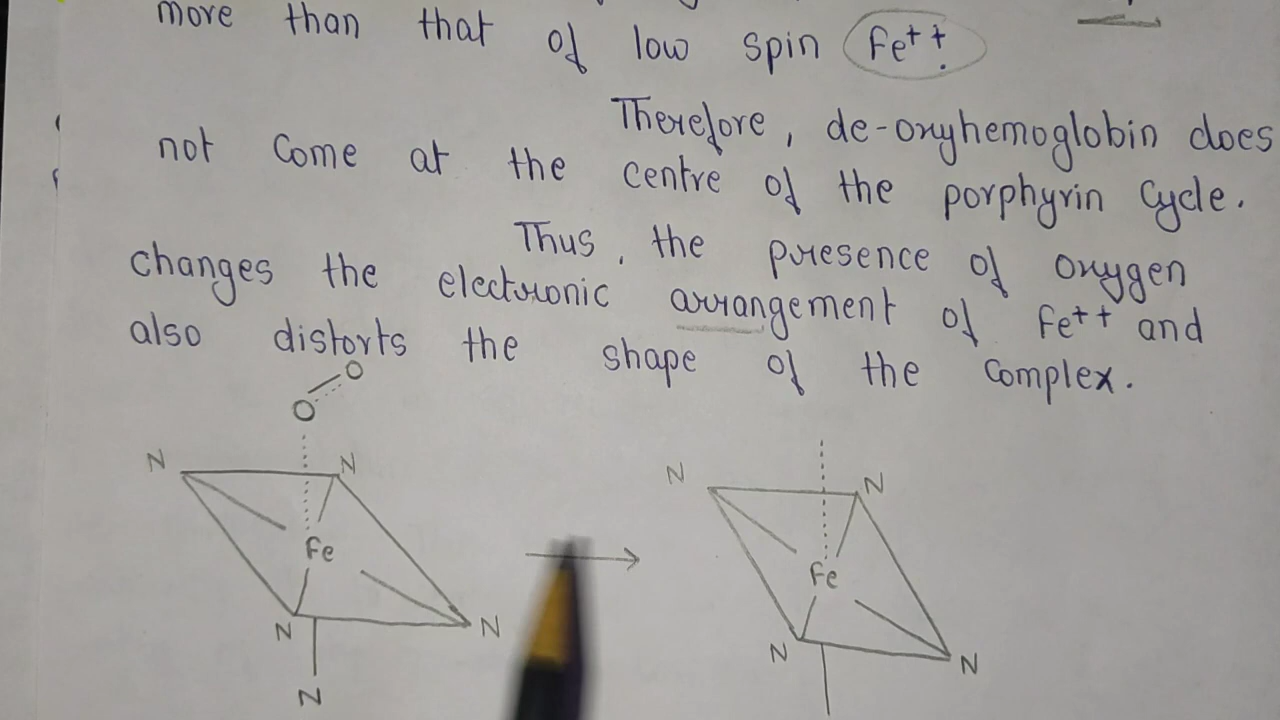 more than that of low spin Fe++.
Therefore, de-oxyhemoglobin does
not come at the centre of the porphyrin cycle.
Thus, the presence of oxygen
changes the electronic arrangement of Fe++ and
also distorts the shape of the complex.
O
O
N N
Fe
N N
N
N N
Fe
N N